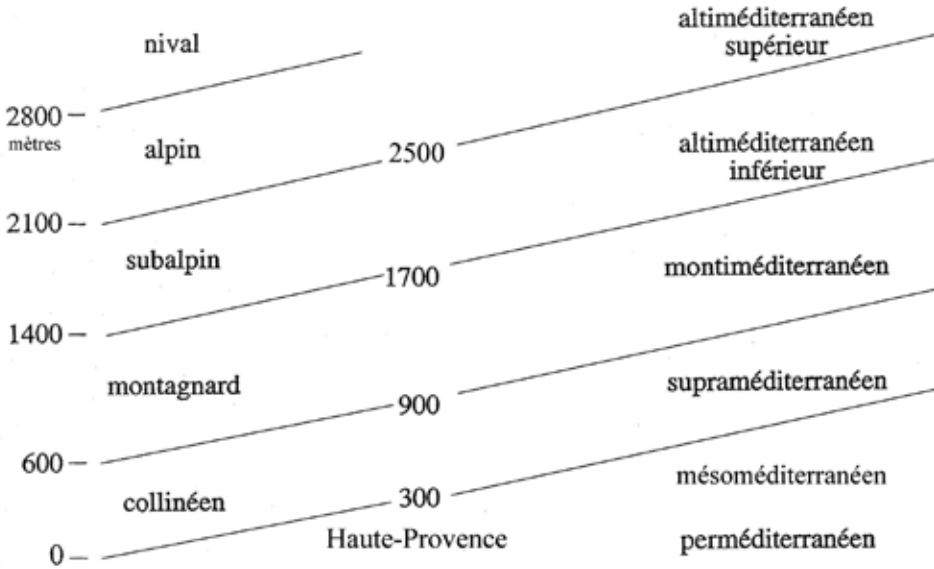 nival
altiméditerranéen
supérieur
2800
mètres
alpin
2500
altiméditerranéen
inférieur
2100
subalpin
1700
montiméditerranéen
1400
montagnard
900
supraméditerranéen
600
collinéen
300
mésoméditerranéen
0
Haute-Provence
perméditerranéen